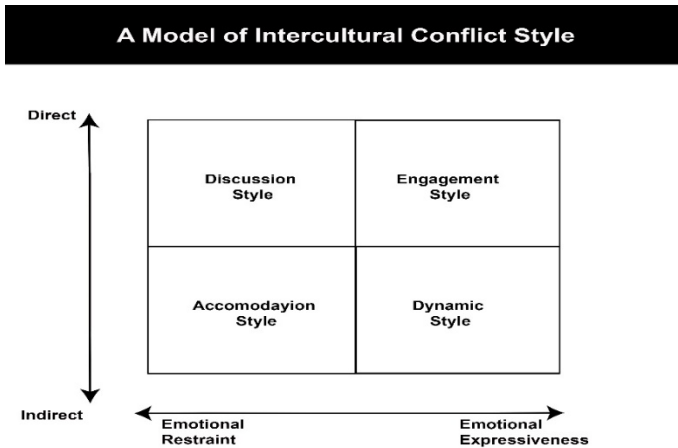 A Model of Intercultural Conflict Style
Direct
Discussion
Style
Engagement
Style
Accomodayion
Style
Dynamic
Style
Indirect
Emotional
Restraint
Emotional
Expressiveness